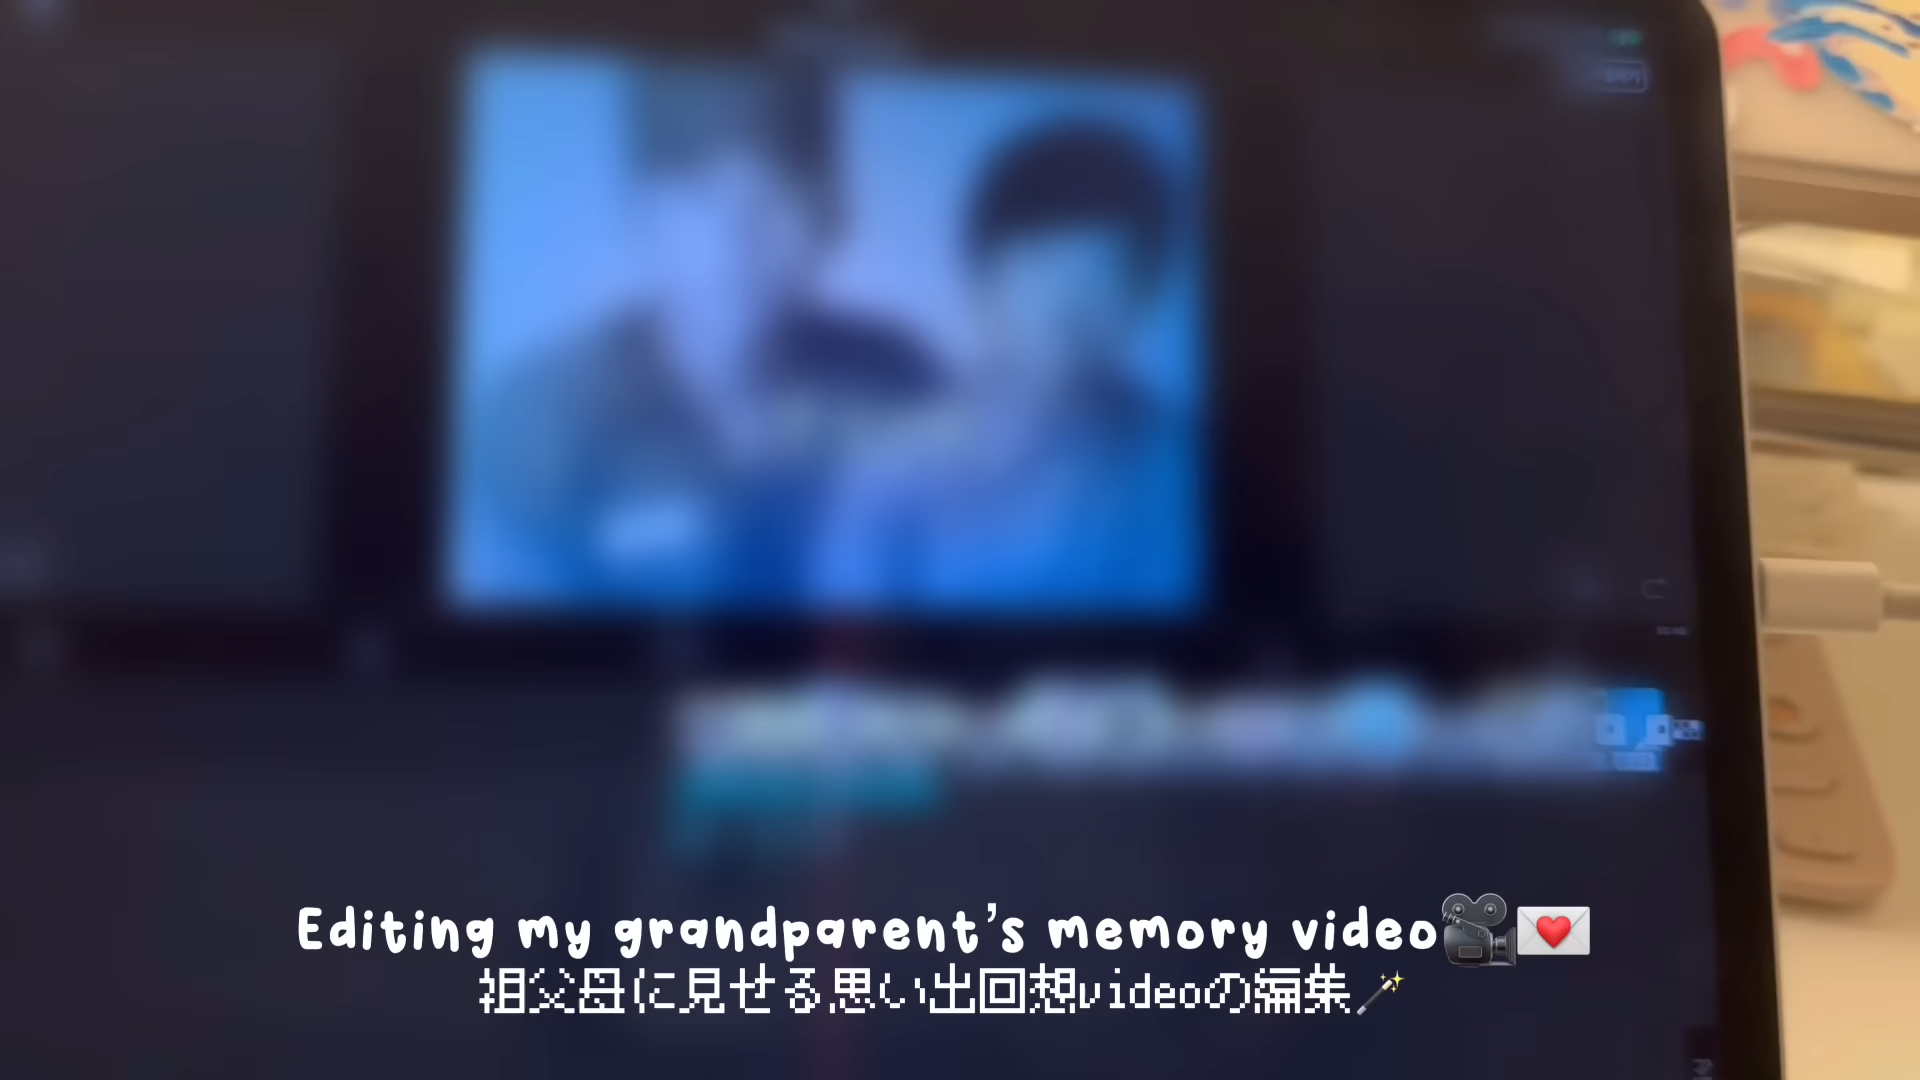 Editing my grandparent's memory video🎥💌
祖父母に見せる思い出回想videoの編集🪄